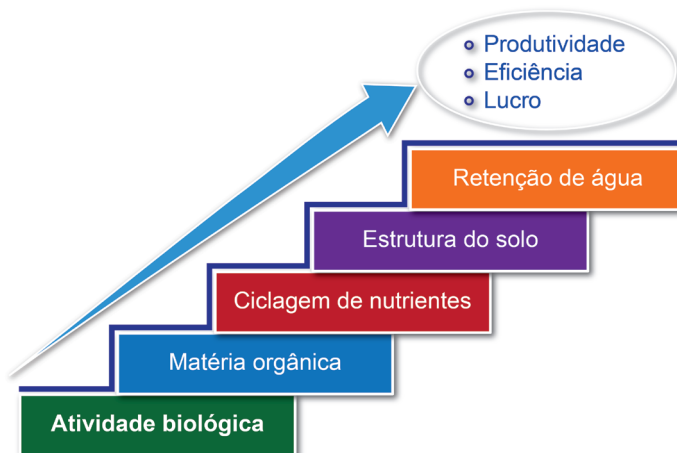 Produtividade
Eficiência
Lucro
Retenção de água
Estrutura do solo
Ciclagem de nutrientes
Matéria orgânica
Atividade biológica